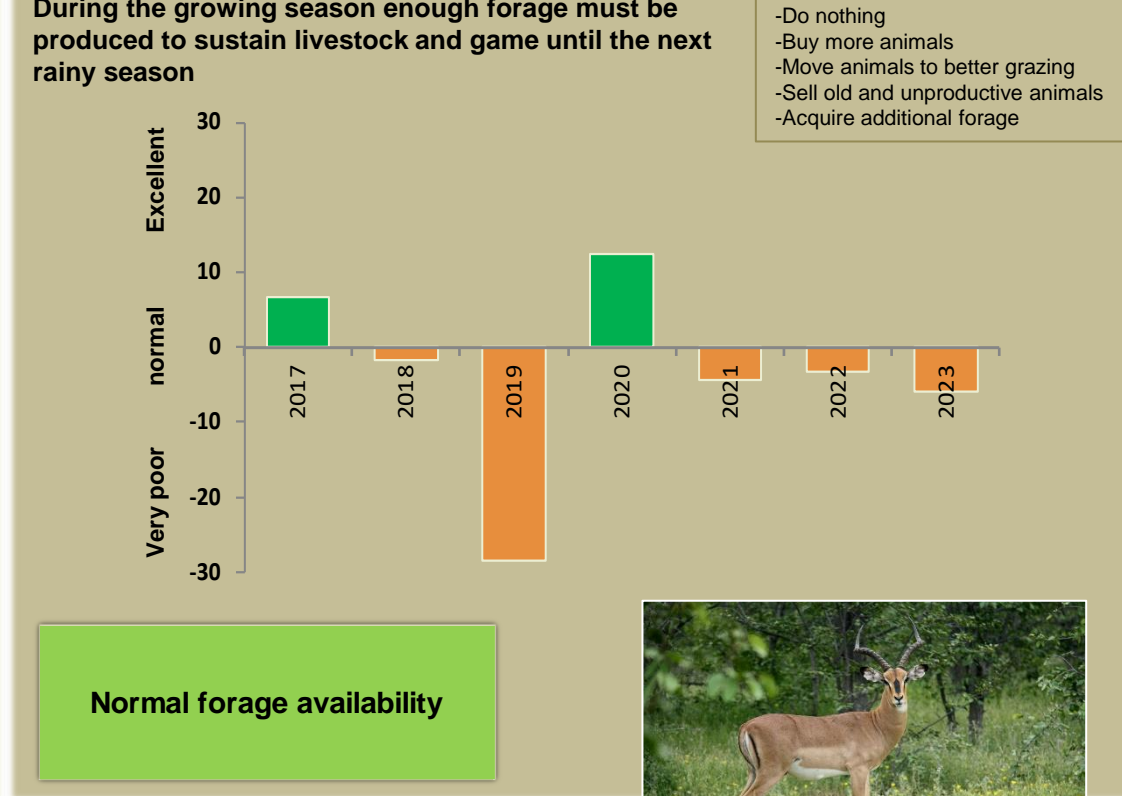 During the growing season enough forage must be
produced to sustain livestock and game until the next
rainy season
-Do nothing
-Buy more animals
-Move animals to better grazing
-Sell old and unproductive animals
-Acquire additional forage
30
20
10
0
-10
-20
-30
Excellent
normal
Very poor
2017
2018
2019
2020
2021
2022
2023
Normal forage availability